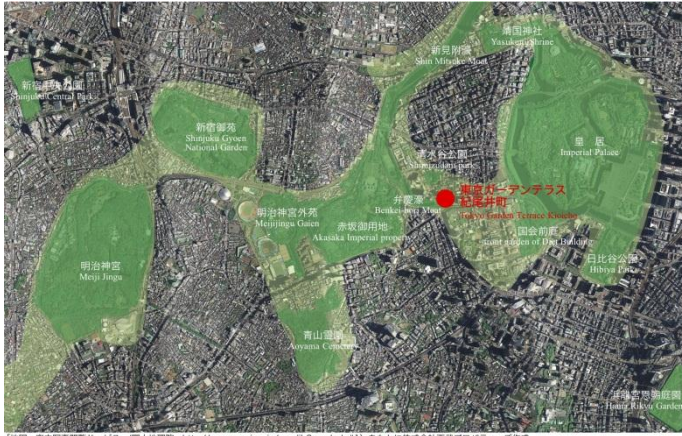 靖国神社
Yasukuni Shrine
新見附濠
Shin Mitsuke Moat
新宿中央公園
Shinjuku Central Park
新宿御苑
Shinjuku Gyoen
National Garden
皇 居
Imperial Palace
清水谷公園
Shimizudani park
東京ガーデンテラス
紀尾井町
Tokyo Garden Terrace Kioicho
弁慶濠
Benkei-bori Moat
明治神宮外苑
Meijijingu Gaien
赤坂御用地
Akasaka Imperial property
国会前庭
front garden of Diet Building
日比谷公園
Hibiya Park
明治神宮
Meiji Jingu
青山霊園
Aoyama Cemetery
浜離宮恩賜庭園
Hama Rikyu Garden